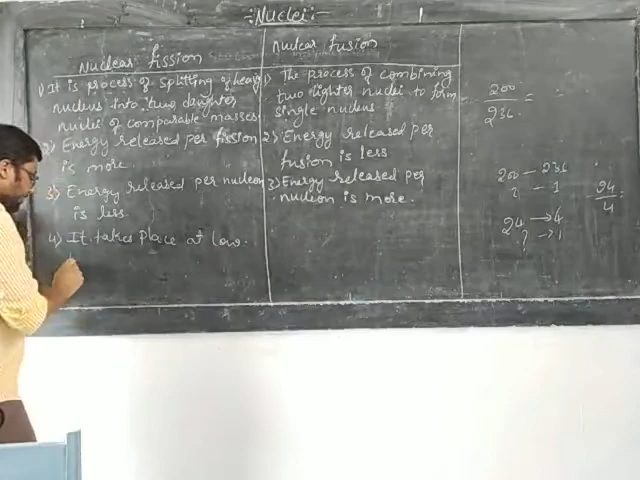 :Nuclei:-
Nuclear fission
1) It is process of splitting of heavy
nucleus into two daughter
nuclei of comparable masses
2) Energy released per fission
is more.
3) Energy released per nucleon
is less.
4) It takes place at low.
nuclear fusion
1) The process of combining
two lighter nuclei to form
single nucleus.
2) Energy released per
fusion is less
3) Energy released per
nucleon is more.
200
236 =
200 – 236
? – 1
24 → 4
? → 1
24
4 =